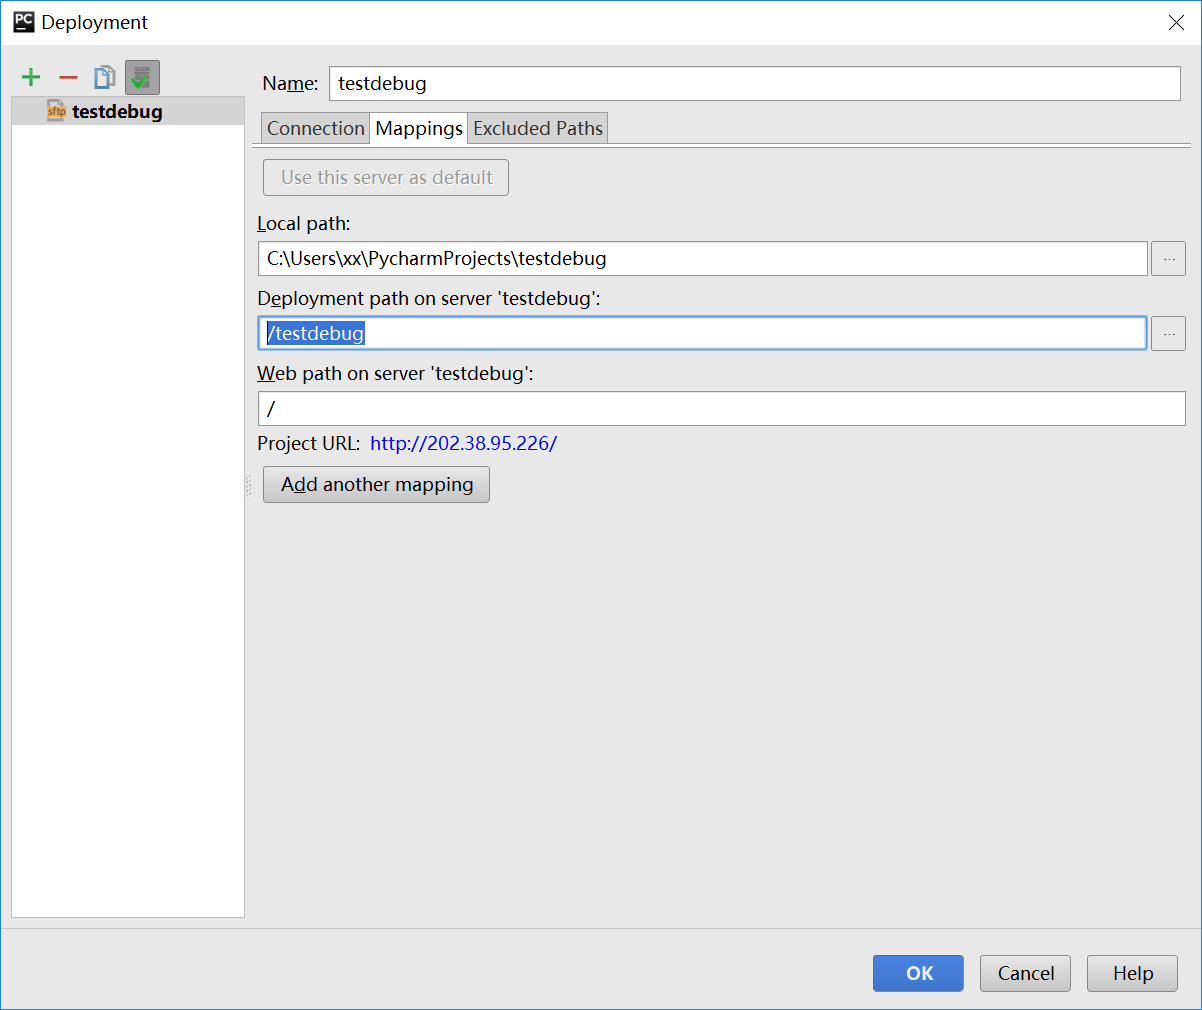 PC Deployment
sftp testdebug
Name: testdebug
Connection Mappings Excluded Paths
Use this server as default
Local path:
C:\Users\xx\PycharmProjects\testdebug
...
Deployment path on server 'testdebug':
/testdebug
...
Web path on server 'testdebug':
/
Project URL: http://202.38.95.226/
Add another mapping
OK Cancel Help